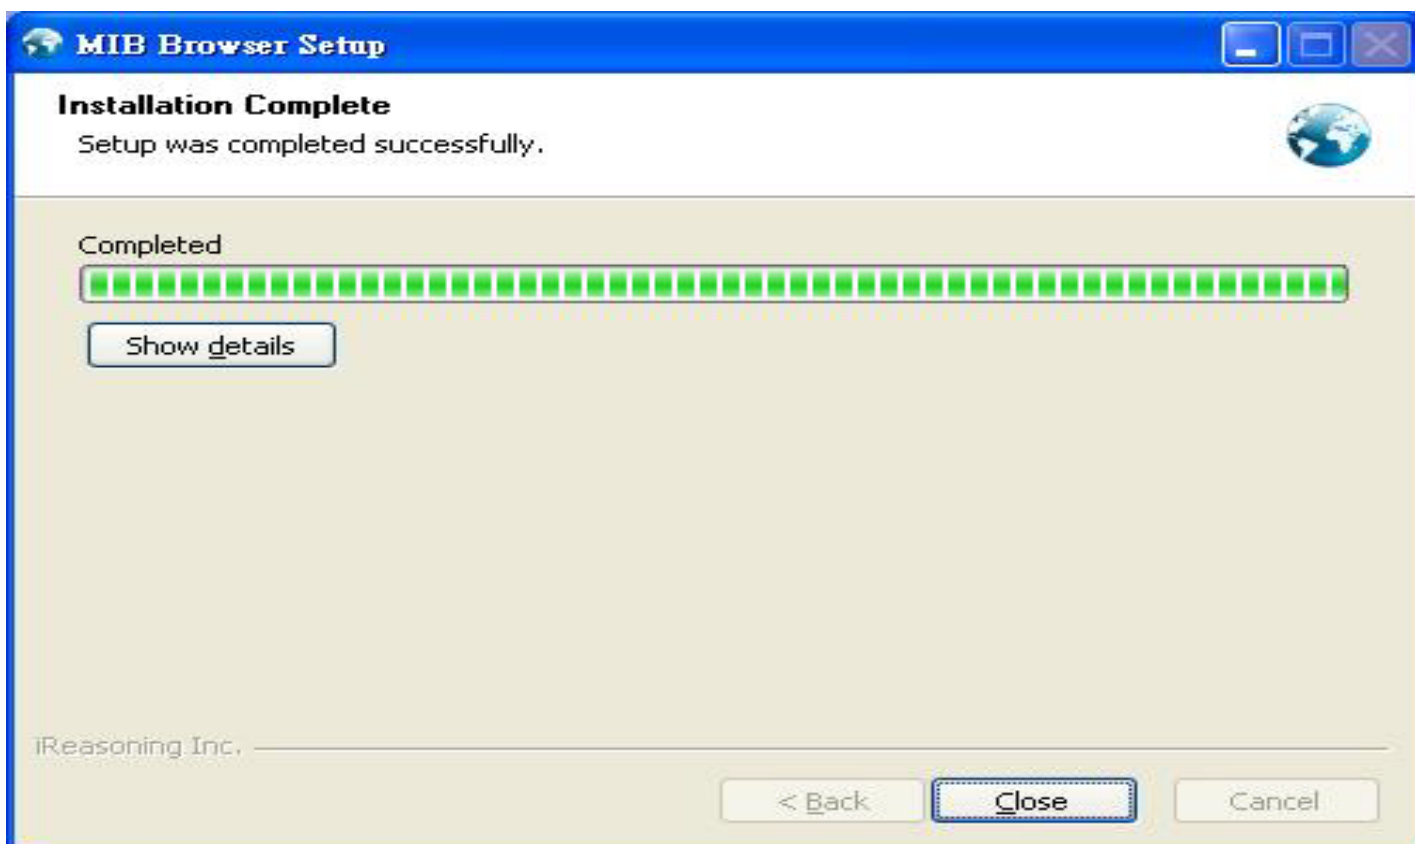 MIB Browser Setup
Installation Complete
Setup was completed successfully.
Completed
Show details
iReasoning Inc.
< Back
Close
Cancel